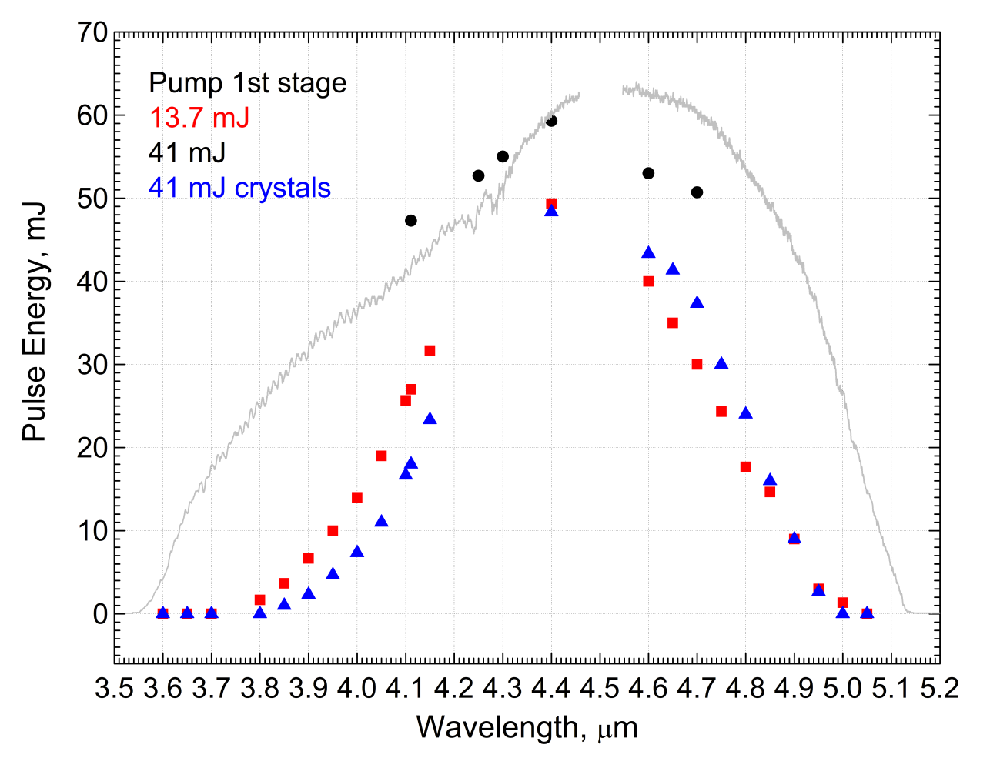 70
60
50
40
30
20
10
0
Pump 1st stage
13.7 mJ
41 mJ
41 mJ crystals
Pulse Energy, mJ
3.5 3.6 3.7 3.8 3.9 4.0 4.1 4.2 4.3 4.4 4.5 4.6 4.7 4.8 4.9 5.0 5.1 5.2
Wavelength, μm